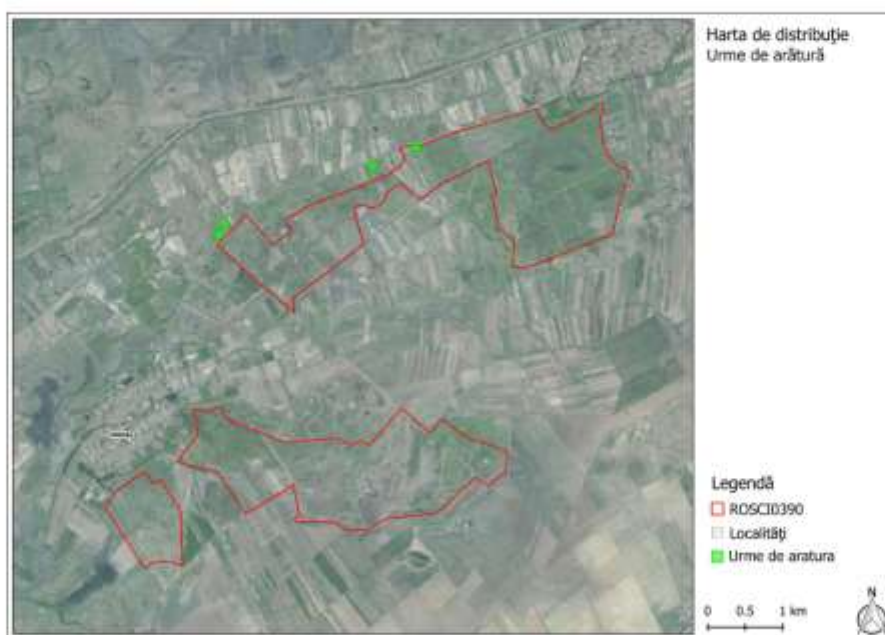 Harta de distribuție
Urme de arătură
Legendă
ROSCI0390
Localități
Urme de aratura
N
0 0.5 1 km